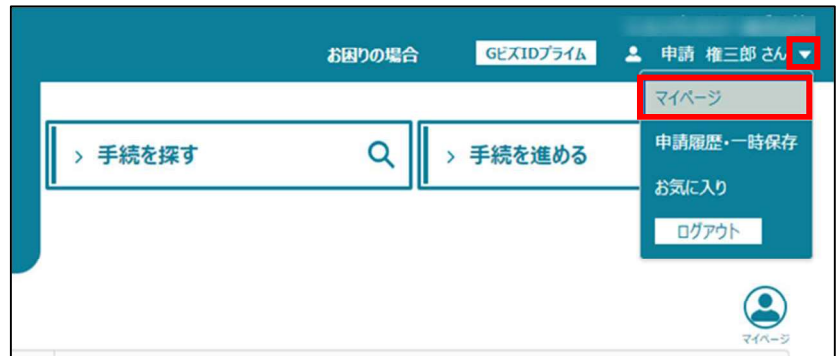 お困りの場合 GビズIDプライム 申請 権三郎 さん ▼
マイページ
申請履歴・一時保存
お気に入り
ログアウト
> 手続を探す
> 手続を進める
マイページ